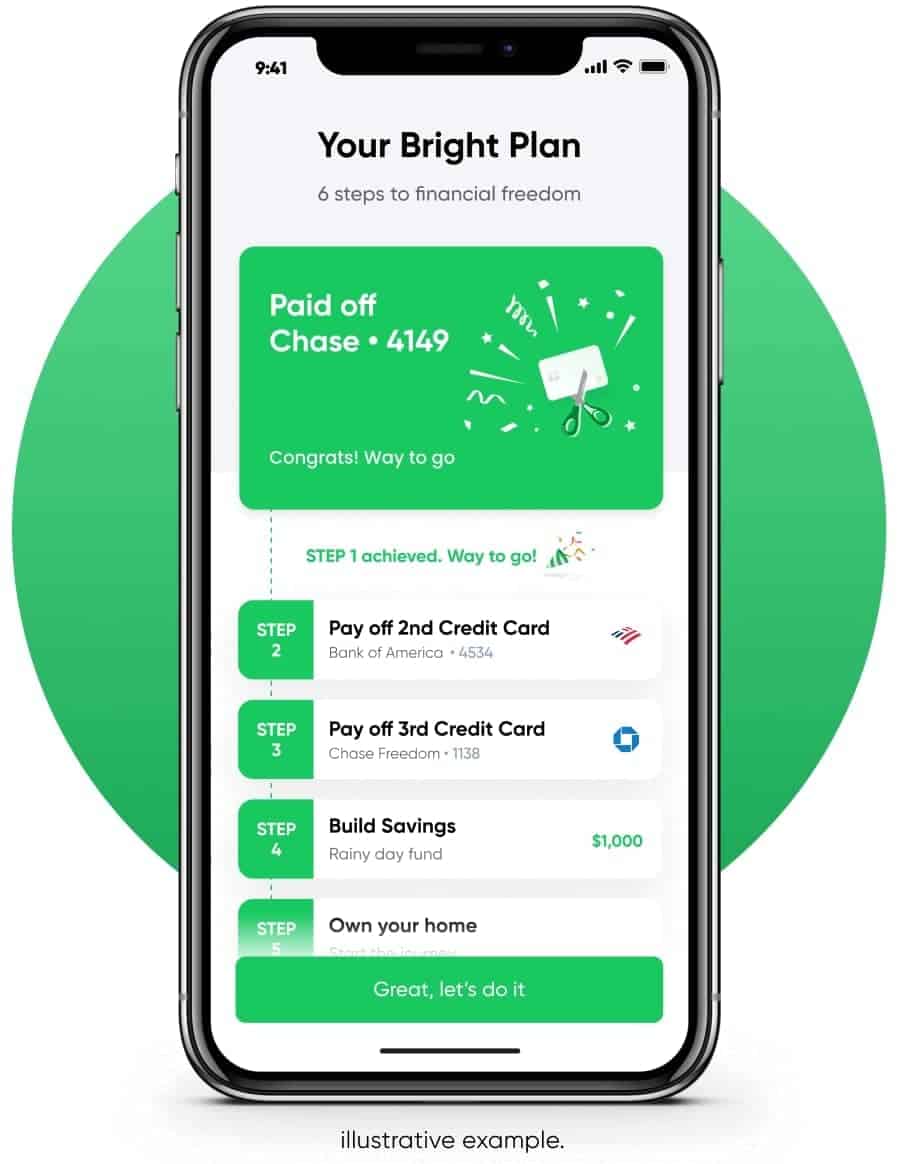 9:41
Your Bright Plan
6 steps to financial freedom
Paid off
Chase • 4149
Congrats! Way to go
STEP 1 achieved. Way to go!
STEP
2
Pay off 2nd Credit Card
Bank of America • 4534
STEP
3
Pay off 3rd Credit Card
Chase Freedom • 1138
STEP
4
Build Savings
Rainy day fund
$1,000
STEP
5
Own your home
Start the journey
Great, let's do it
illustrative example.